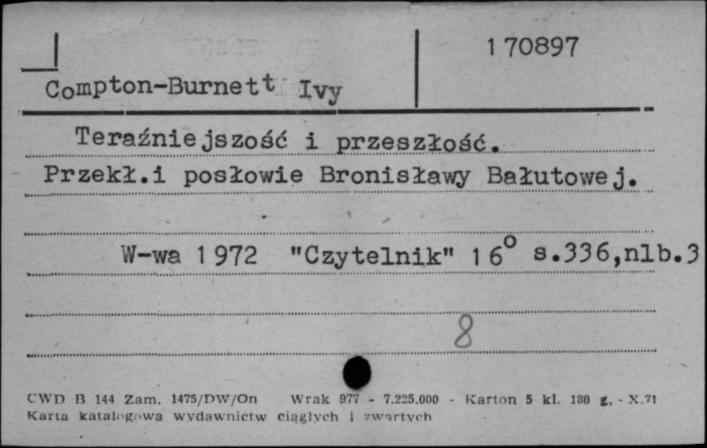 170897
Compton-Burnett Ivy
Teraźniejszość i przeszłość.
Przekł.i posłowie Bronisławy Bałutowej.
W-wa 1972 "Czytelnik" 16° s.336,nlb.3
8
CWD B 144 Zam. 1475/DW/On Wrak 977 - 7.225.000 - Karton 5 kl. 180 g. - X.71
Karta katalogowa wydawnictw ciągłych i zwartych